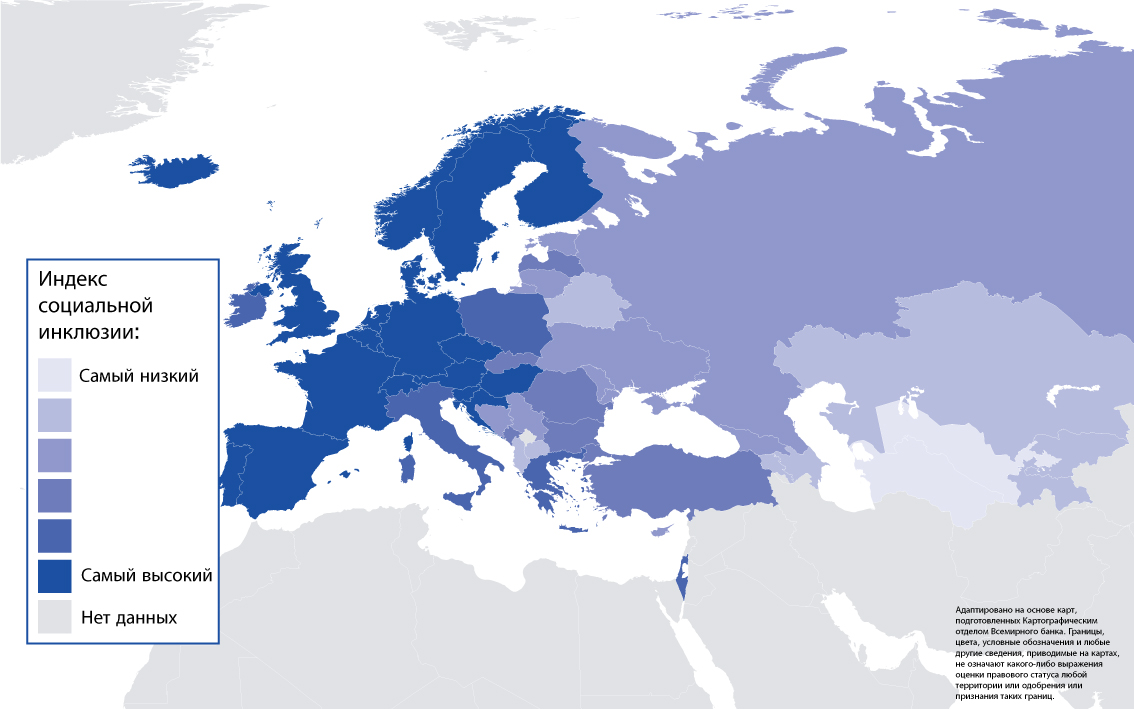 Индекс
социальной
инклюзии:
Самый низкий
Самый высокий
Нет данных
Адаптировано на основе карт,
подготовленных Картографическим
отделом Всемирного банка. Границы,
цвета, условные обозначения и любые
другие сведения, приводимые на картах,
не означают какого-либо выражения
оценки правового статуса любой
территории или одобрения или
признания таких границ.